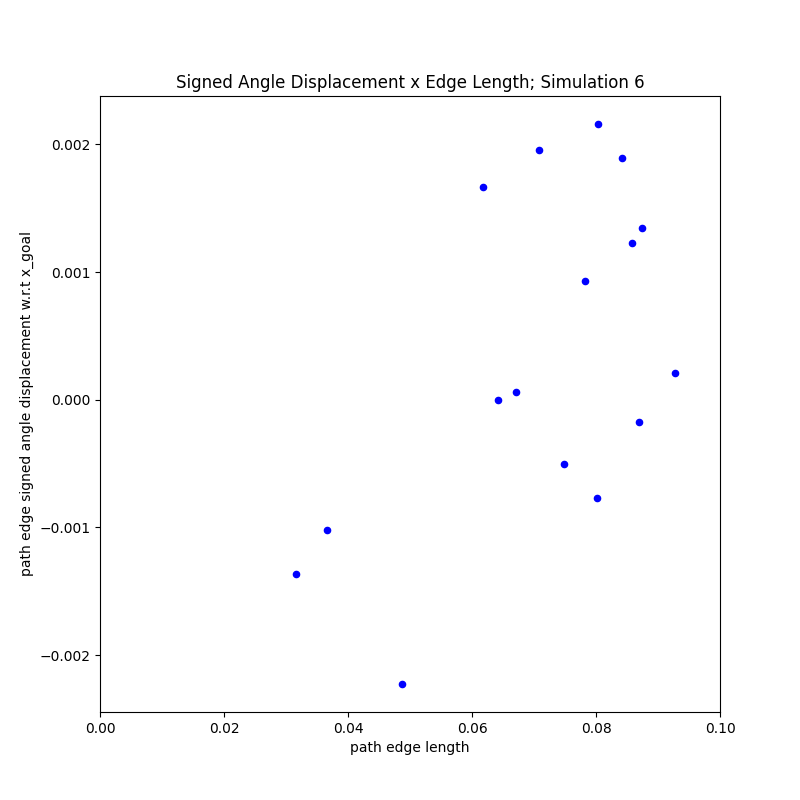 Signed Angle Displacement x Edge Length; Simulation 6
path edge signed angle displacement w.r.t x_goal
0.002
0.001
0.000
−0.001
−0.002
0.00 0.02 0.04 0.06 0.08 0.10
path edge length